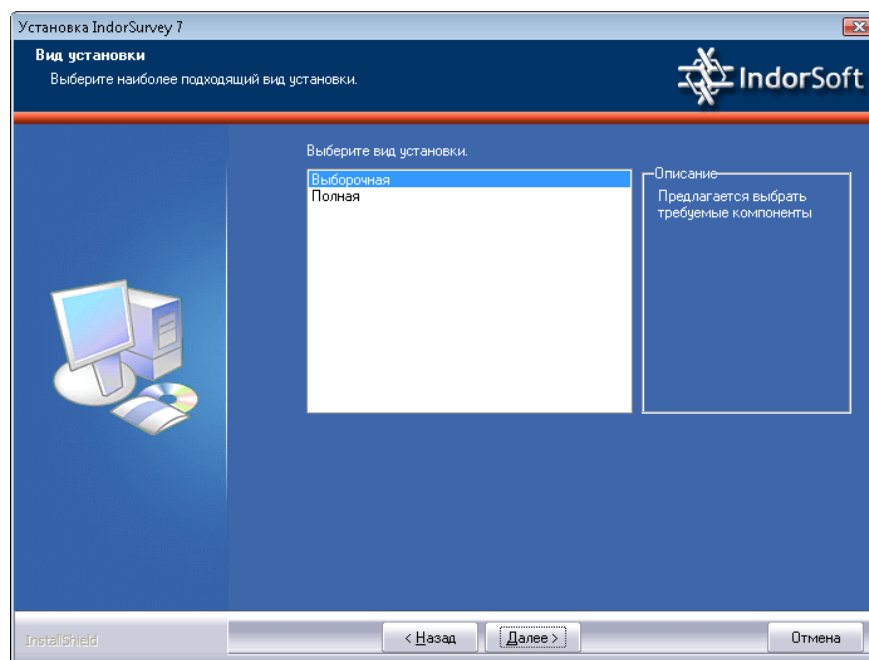 Установка IndorSurvey 7
Вид установки
Выберите наиболее подходящий вид установки.
IndorSoft
Выберите вид установки.
Выборочная
Полная
Описание
Предлагается выбрать
требуемые компоненты
InstallShield
< Назад
Далее >
Отмена